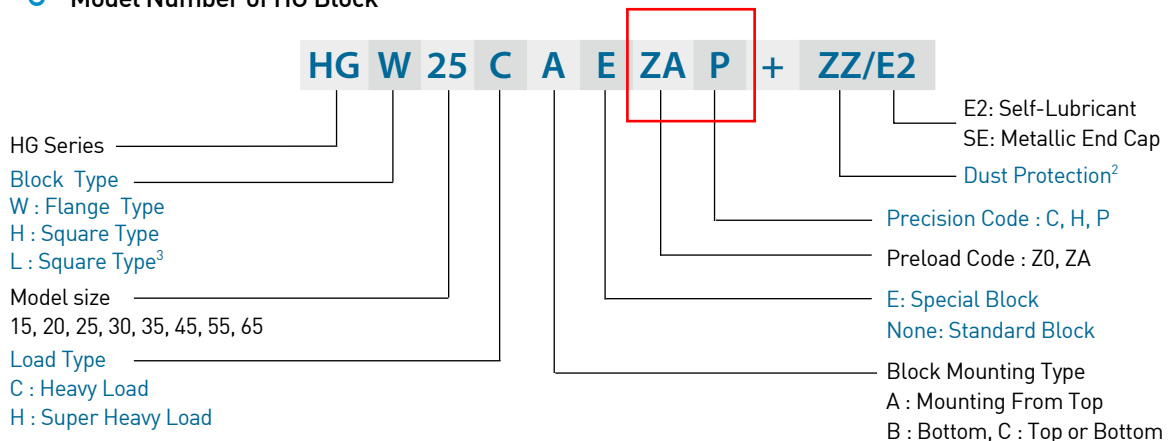 Model Number of HG Block
HG W 25 C A E ZA P + ZZ/E2
HG Series
Block Type
W : Flange Type
H : Square Type
L : Square Type3
Model size
15, 20, 25, 30, 35, 45, 55, 65
Load Type
C : Heavy Load
H : Super Heavy Load
E2: Self-Lubricant
SE: Metallic End Cap
Dust Protection2
Precision Code : C, H, P
Preload Code : Z0, ZA
E: Special Block
None: Standard Block
Block Mounting Type
A : Mounting From Top
B : Bottom, C : Top or Bottom